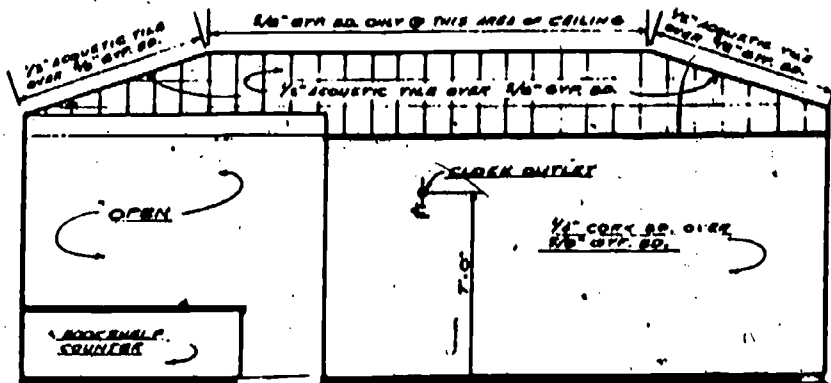 5/8" GYP. BD. ONLY @ THIS AREA OF CEILING
1/2" ACOUSTIC TILE
OVER 5/8" GYP. BD.
1/2" ACOUSTIC TILE
OVER 5/8" GYP. BD.
1/2" ACOUSTIC TILE OVER 5/8" GYP. BD.
CLOCK OUTLET
OPEN
1/4" CORK BD. OVER
5/8" GYP. BD.
7'-0"
BOOKSHELF
COUNTER